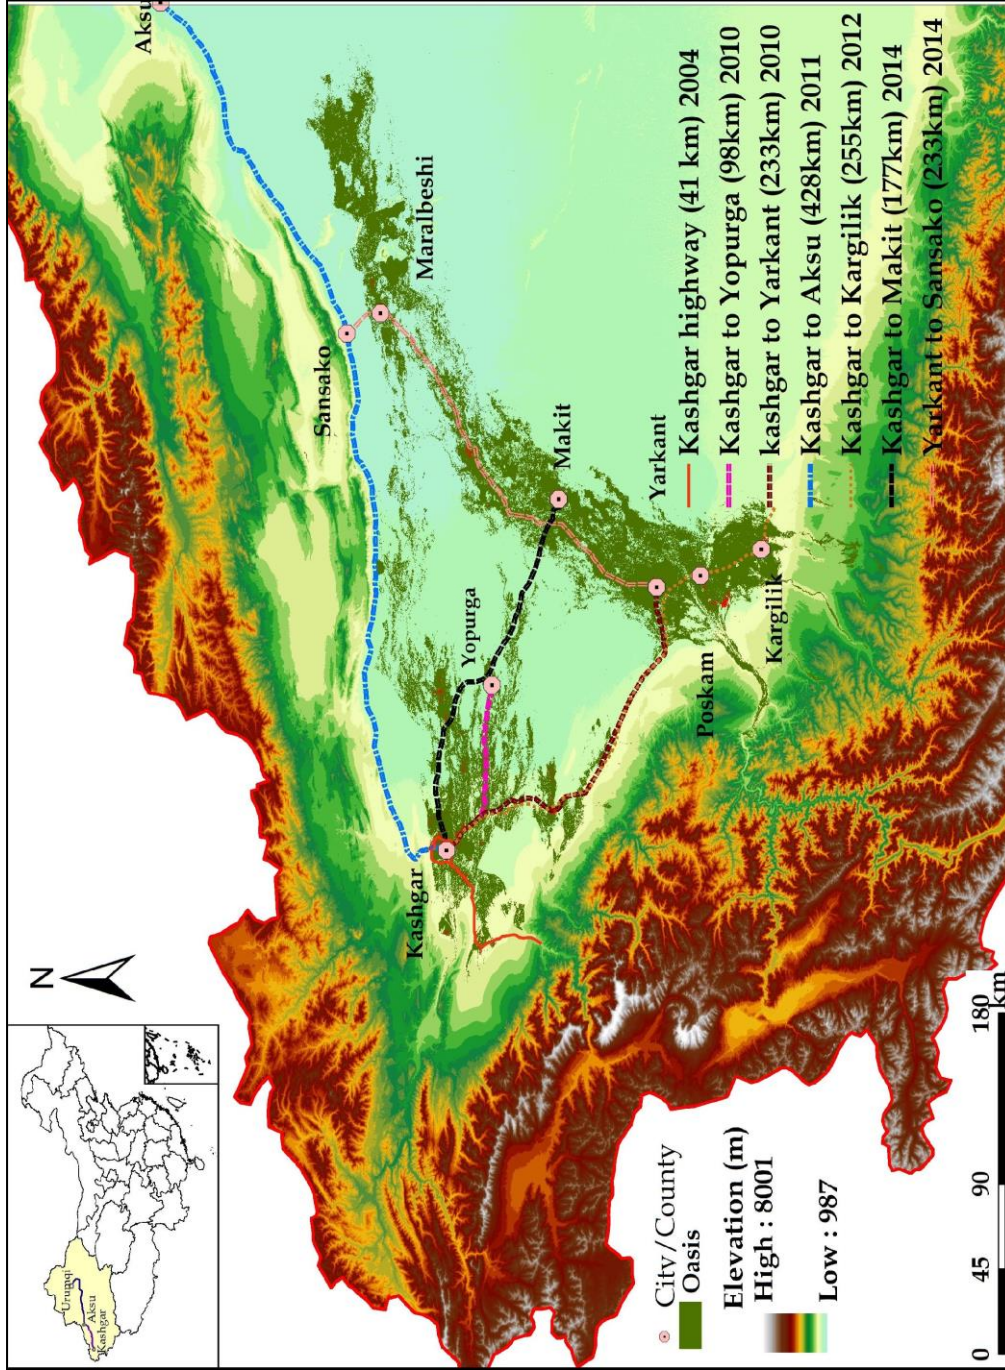 Urumqi
Aksu
Kashgar
N
Aksu
Maralbeshi
Sansako
Makit
Yopurga
Kashgar
Yarkant
Poskam
Kargilik
City/County
Oasis
Elevation (m)
High : 8001
Low : 987
0 45 90 180
km
Kashgar highway (41 km) 2004
Kashgar to Yopurga (98km) 2010
kashgar to Yarkant (233km) 2010
Kashgar to Aksu (428km) 2011
Kashgar to Kargilik (255km) 2012
Kashgar to Makit (177km) 2014
Yarkant to Sansako (233km) 2014